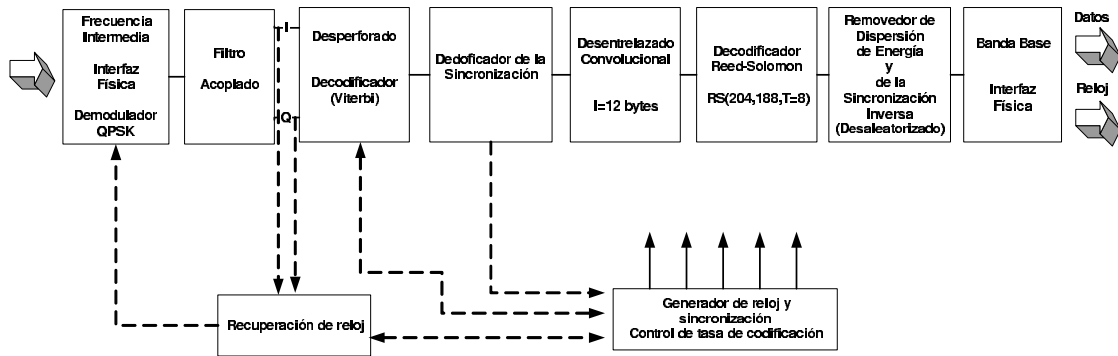 Frecuencia
Intermedia
Interfaz
Física
Demodulador
QPSK
Filtro
Acoplado
I
Q
Desperforado
Decodificador
(Viterbi)
Dedoficador de la
Sincronización
Desentrelazado
Convolucional
I=12 bytes
Decodificador
Reed-Solomon
RS(204,188,T=8)
Removedor de
Dispersión
de Energía
y
de la
Sincronización
Inversa
(Desaleatorizado)
Banda Base
Interfaz
Física
Datos
Reloj
Recuperación de reloj
Generador de reloj y
sincronización
Control de tasa de codificación